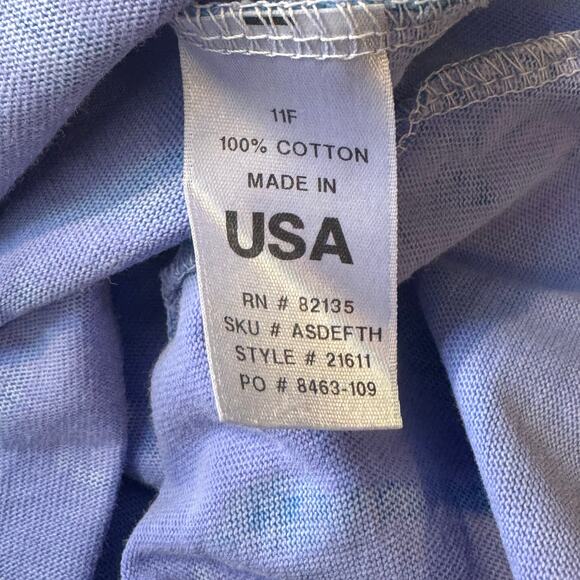 11F
100% COTTON
MADE IN
USA
RN # 82135
SKU # ASDEFTH
STYLE # 21611
PO # 8463-109